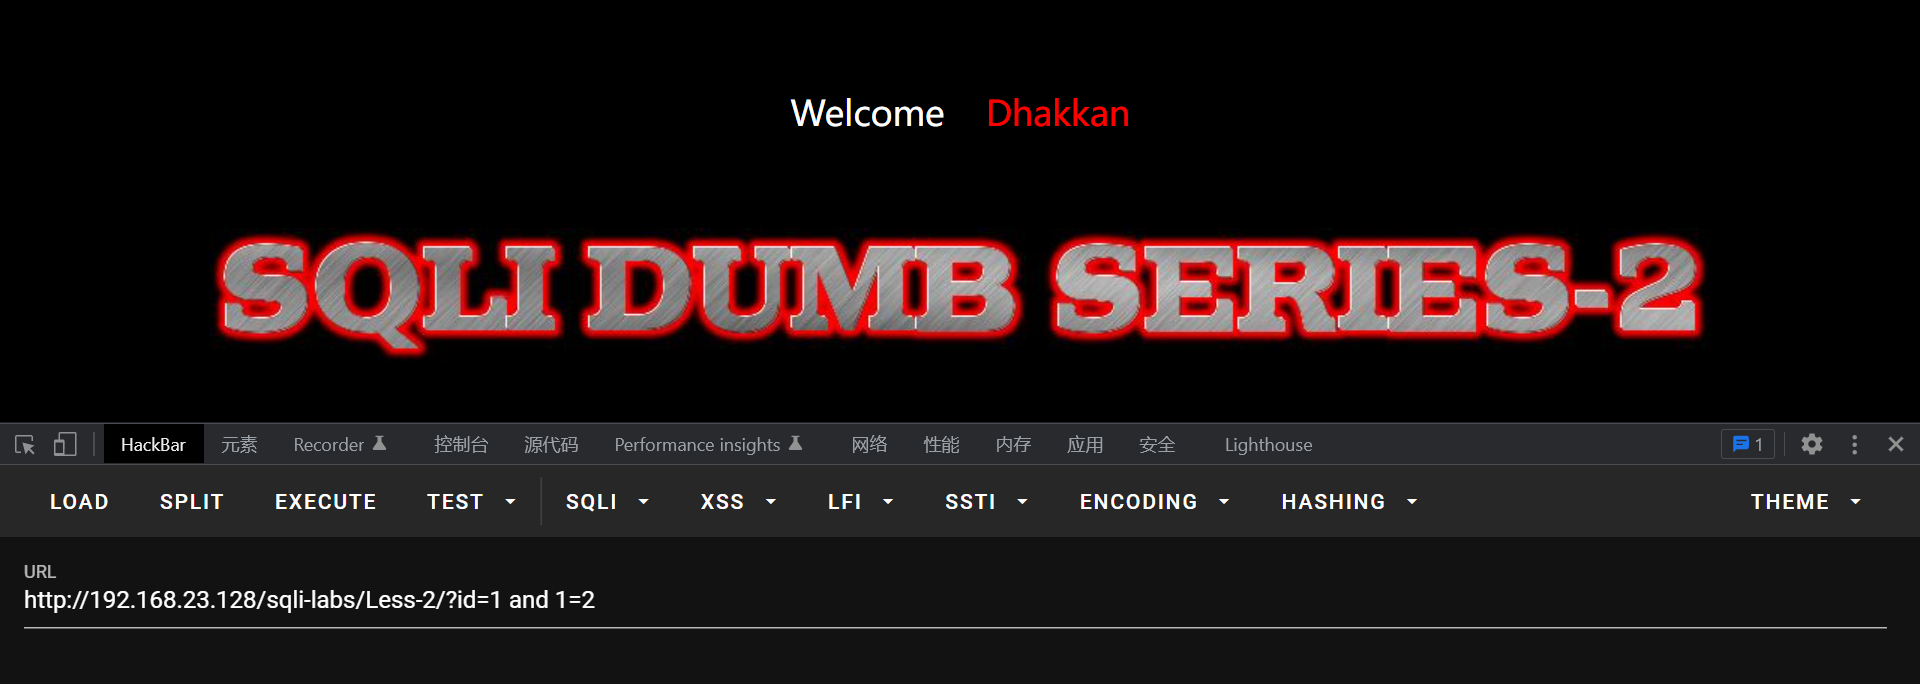 Welcome Dhakkan
SQLI DUMB SERIES-2
HackBar 元素 Recorder 控制台 源代码 Performance insights 网络 性能 内存 应用 安全 Lighthouse 1
LOAD SPLIT EXECUTE TEST SQLI XSS LFI SSTI ENCODING HASHING THEME
URL
http://192.168.23.128/sqli-labs/Less-2/?id=1 and 1=2